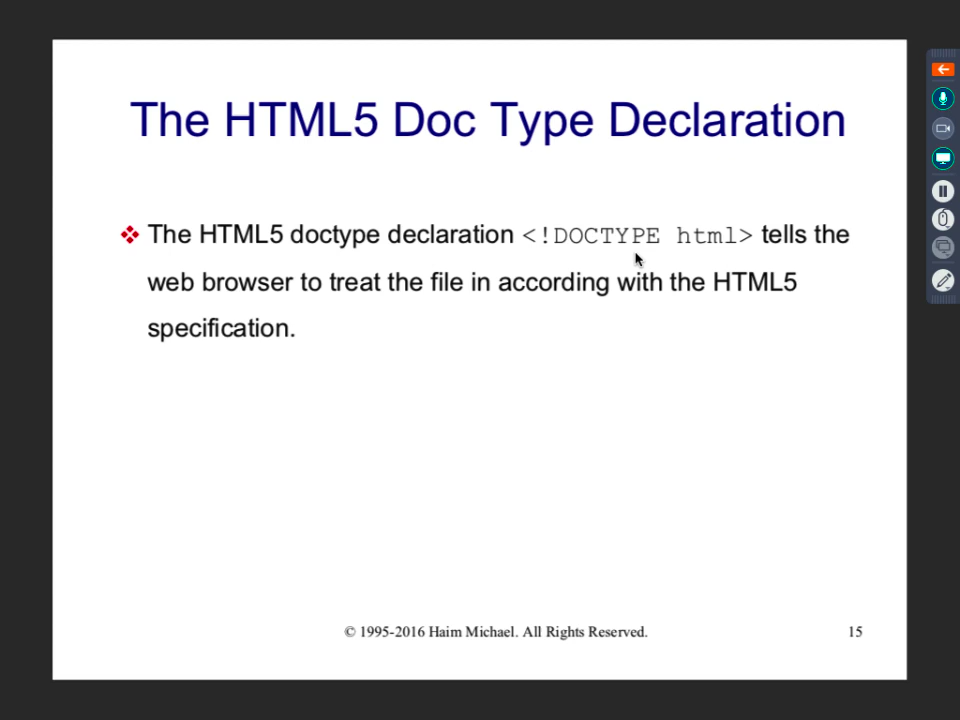 The HTML5 Doc Type Declaration
The HTML5 doctype declaration <!DOCTYPE html> tells the
web browser to treat the file in according with the HTML5
specification.
© 1995-2016 Haim Michael. All Rights Reserved.
15